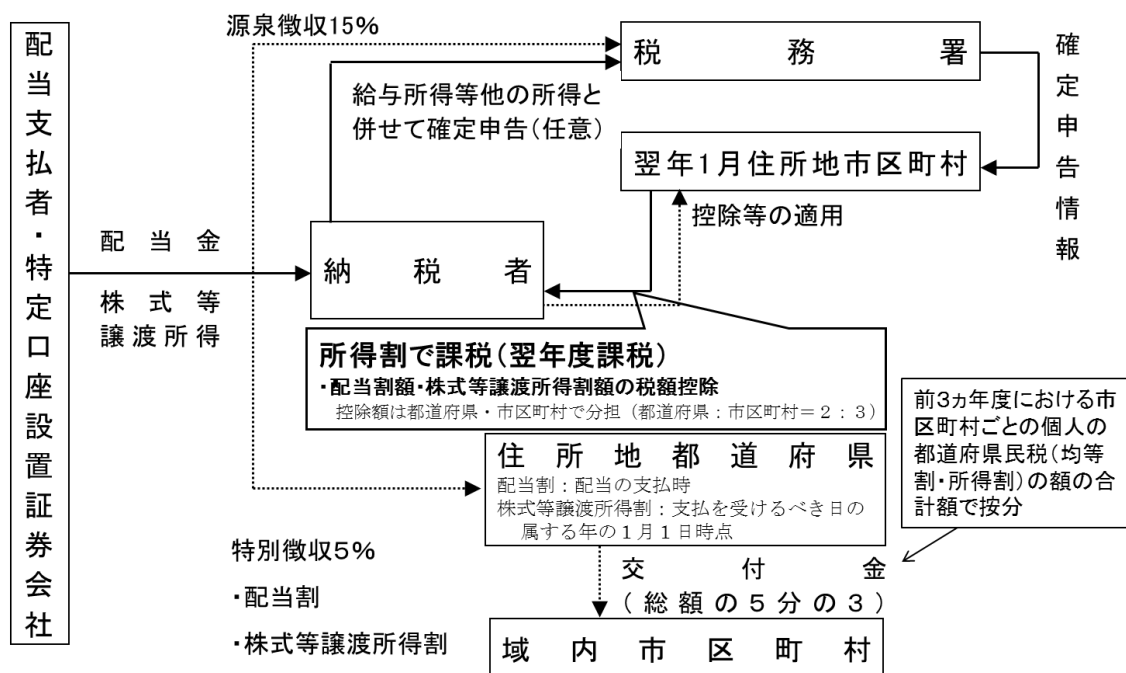 配当支払者・特定口座設置証券会社
源泉徴収15%
税務署
確定申告情報
給与所得等他の所得と
併せて確定申告(任意)
翌年1月住所地市区町村
控除等の適用
配当金
株式等
譲渡所得
納税者
所得割で課税(翌年度課税)
・配当割額・株式等譲渡所得割額の税額控除
控除額は都道府県・市区町村で分担(都道府県:市区町村=2:3)
前3ヵ年度における市
区町村ごとの個人の
都道府県民税(均等
割・所得割)の額の合
計額で按分
住所地都道府県
配当割:配当の支払時
株式等譲渡所得割:支払を受けるべき日の
属する年の1月1日時点
特別徴収5%
・配当割
・株式等譲渡所得割
交付金
(総額の5分の3)
域内市区町村